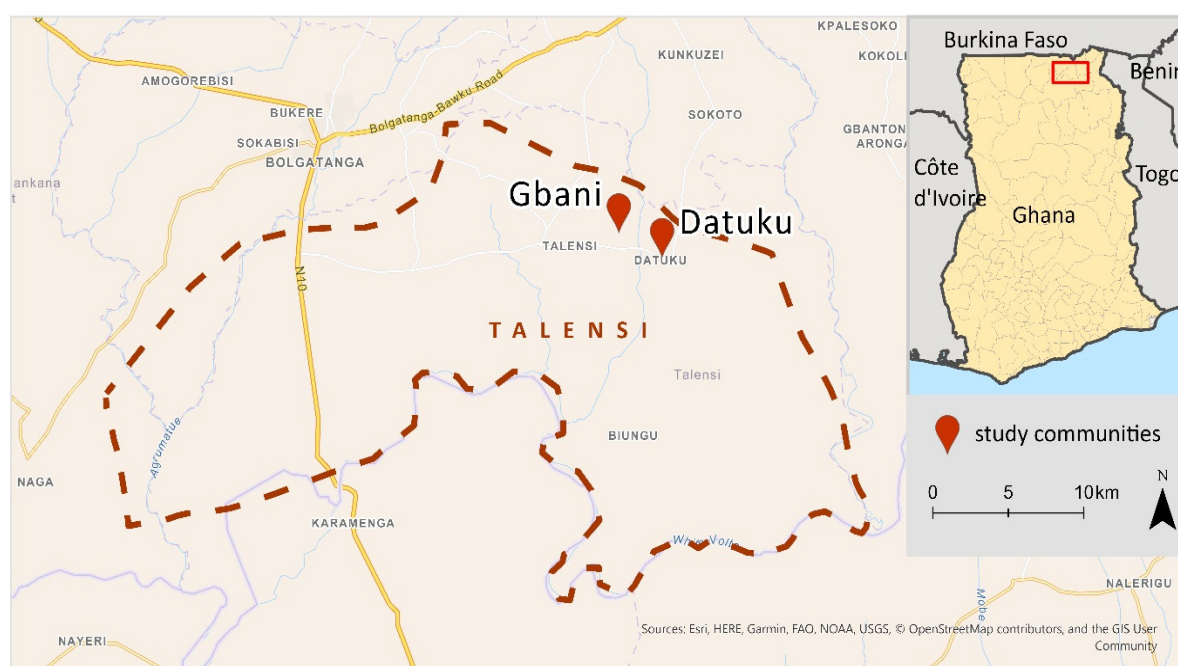 KPALESOKO
KUNKUZEI
KOKOLI
AMOGOREBISI
BUKERE
Bolgatanga-Bawku Road
SOKOTO
SOKABISI
BOLGATANGA
GBANTON
ARONGA
ankana
t
Gbani
Datuku
TALENSI
DATUKU
N10
TALENSI
Talensi
Agrumatue
BIUNGU
NAGA
KARAMENGA
White Volta
NALERIGU
Mobe
NAYERI
Sources: Esri, HERE, Garmin, FAO, NOAA, USGS, © OpenStreetMap contributors, and the GIS User
Community
Burkina Faso
Benin
Côte
d'Ivoire
Togo
Ghana
study communities
0 5 10km
N